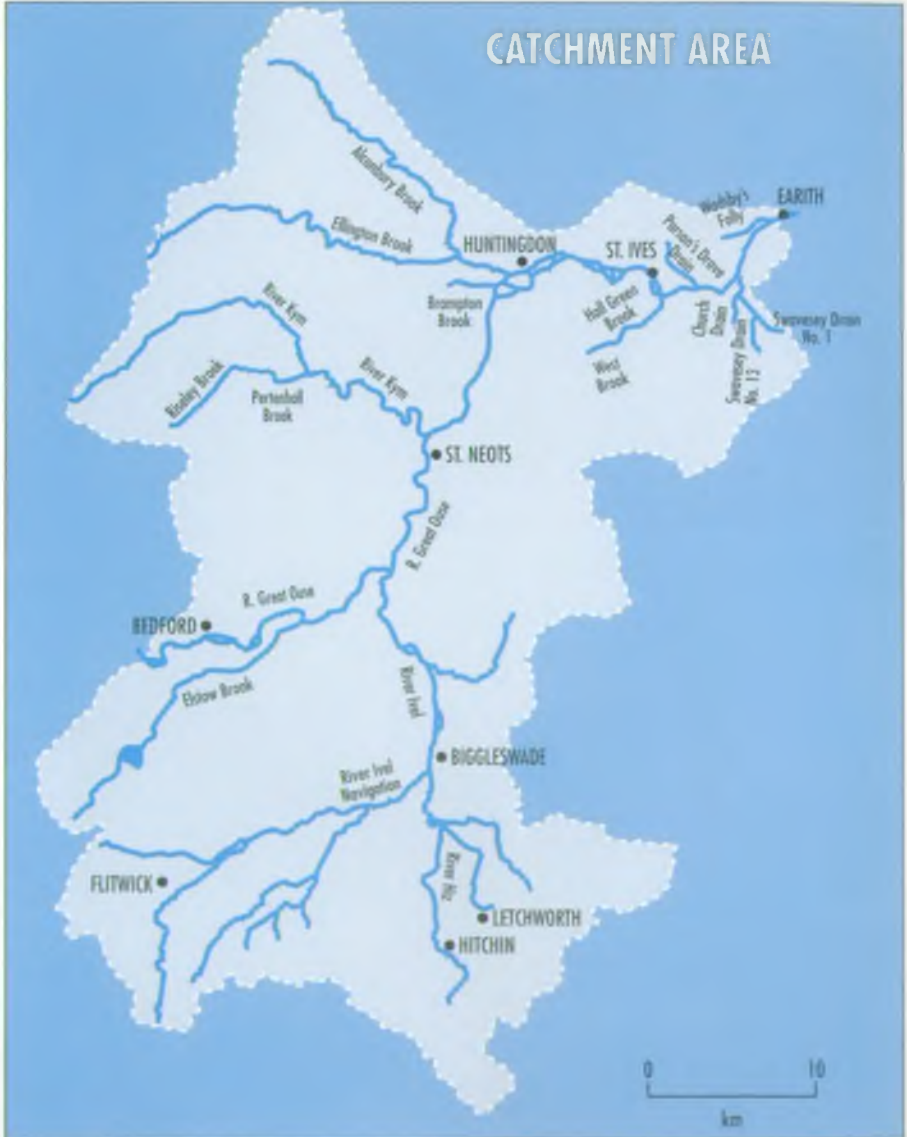 CATCHMENT AREA
Alconbury Brook
Ellington Brook
HUNTINGDON
ST. IVES
Parson's Drove
Drain
Folly
EARITH
Brampton
Brook
Hall Green
Brook
Church
Drain
Swavesey Drain
No. 1
Swavesey Drain
No.
West
Brook
River Kym
Riseley Brook
Pertenhall
Brook
River Kym
ST. NEOTS
R. Great Ouse
R. Great Ouse
BEDFORD
Elstow Brook
River Ivel
BIGGLESWADE
River Ivel
Navigation
FLITWICK
River Hiz
LETCHWORTH
HITCHIN
0 10
km